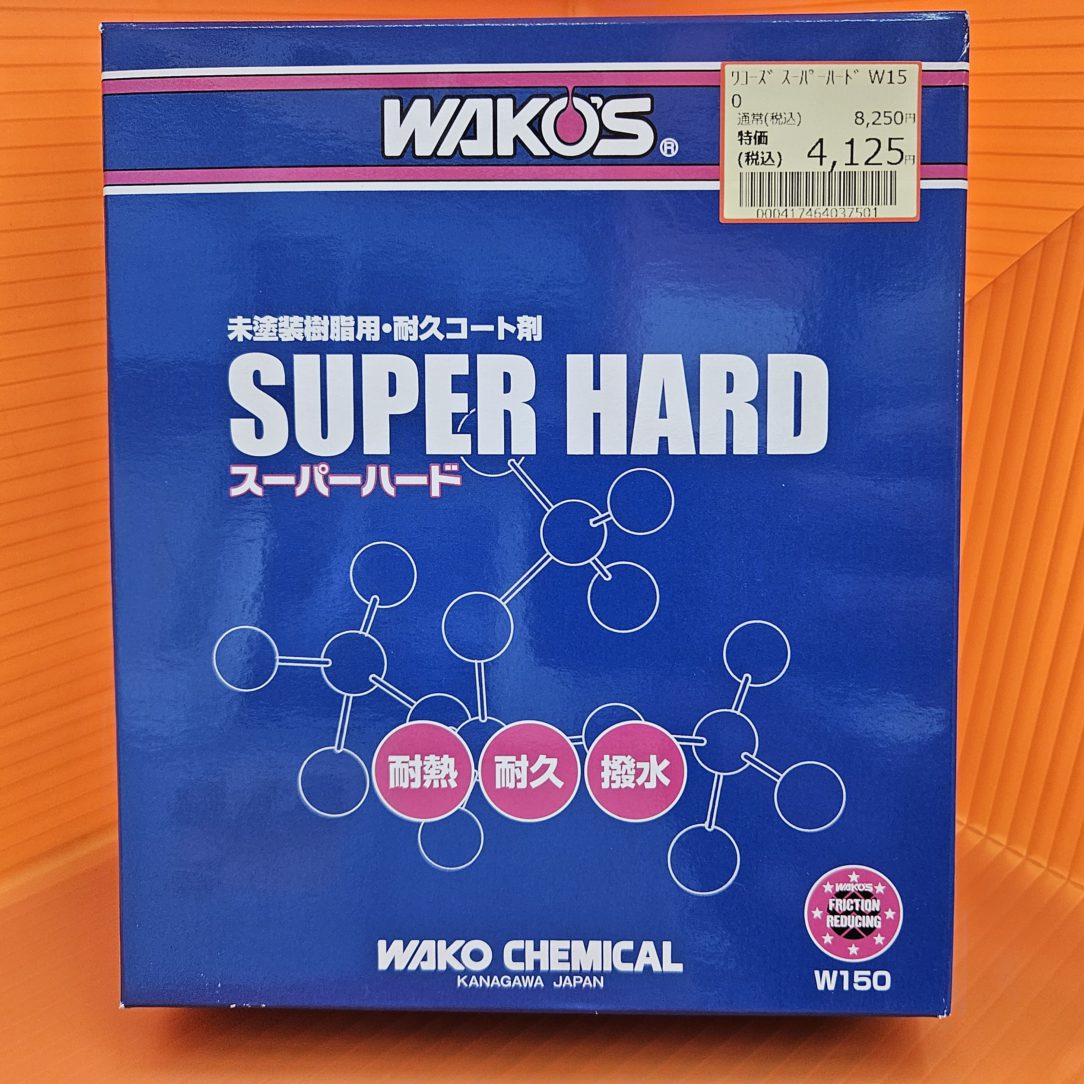 WAKO'S®
ﾜｺｰｽﾞ ｽｰﾊﾟｰﾊｰﾄﾞ W15
0
通常(税込) 8,250円
特価
(税込) 4,125円
000417464037501
未塗装樹脂用・耐久コート剤
SUPER HARD
スーパーハード
耐熱 耐久 撥水
WAKO'S
FRICTION
REDUCING
W150
WAKO CHEMICAL
KANAGAWA JAPAN